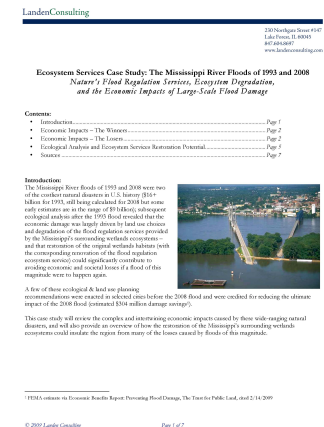 LandenConsulting
230 Northgate Street #147
Lake Forest, IL 60045
847.604.8697
www.landenconsulting.com
Ecosystem Services Case Study: The Mississippi River Floods of 1993 and 2008
Nature's Flood Regulation Services, Ecosystem Degradation,
and the Economic Impacts of Large-Scale Flood Damage
Contents:
• Introduction Page 1
• Economic Impacts – The Winners Page 2
• Economic Impacts – The Losers Page 2
• Ecological Analysis and Ecosystem Services Restoration Potential Page 5
• Sources Page 7
Introduction:
The Mississippi River floods of 1993 and 2008 were two
of the costliest natural disasters in U.S. history ($16+
billion for 1993, still being calculated for 2008 but some
early estimates are in the range of $9 billion); subsequent
ecological analysis after the 1993 flood revealed that the
economic damage was largely driven by land use choices
and degradation of the flood regulation services provided
by the Mississippi's surrounding wetlands ecosystems –
and that restoration of the original wetlands habitats (with
the corresponding renewal of the flood regulation
ecosystem service) could significantly contribute to
avoiding economic and societal losses if a flood of this
magnitude were to happen again.
A few of these ecological & land use planning
recommendations were enacted in selected cities before the 2008 flood and were credited for reducing the ultimate
impact of the 2008 flood (estimated $304 million damage savings¹).
This case study will review the complex and intertwining economic impacts caused by these wide-ranging natural
disasters, and will also provide an overview of how the restoration of the Mississippi's surrounding wetlands
ecosystems could insulate the region from many of the losses caused by floods of this magnitude.
¹ FEMA estimate via Economic Benefits Report: Preventing Flood Damage, The Trust for Public Land, cited 2/14/2009
© 2009 Landen Consulting Page 1 of 7